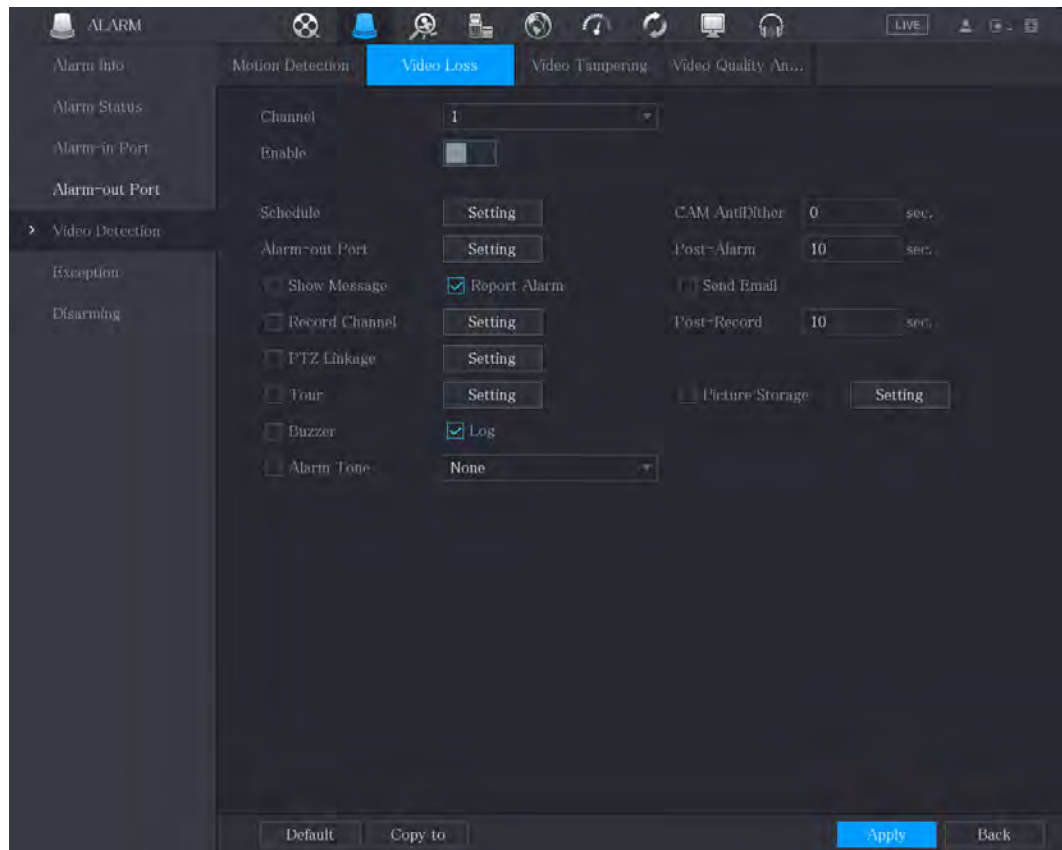 ALARM LIVE
Alarm Info
Alarm Status
Alarm-in Port
Alarm-out Port
Video Detection
Exception
Disarming
Motion Detection Video Loss Video Tampering Video Quality An...
Channel 1
Enable
Schedule Setting CAM AntiDither 0 sec.
Alarm-out Port Setting Post-Alarm 10 sec.
Show Message Report Alarm Send Email
Record Channel Setting Post-Record 10 sec.
PTZ Linkage Setting
Tour Setting Picture Storage Setting
Buzzer Log
Alarm Tone None
Default Copy to Apply Back